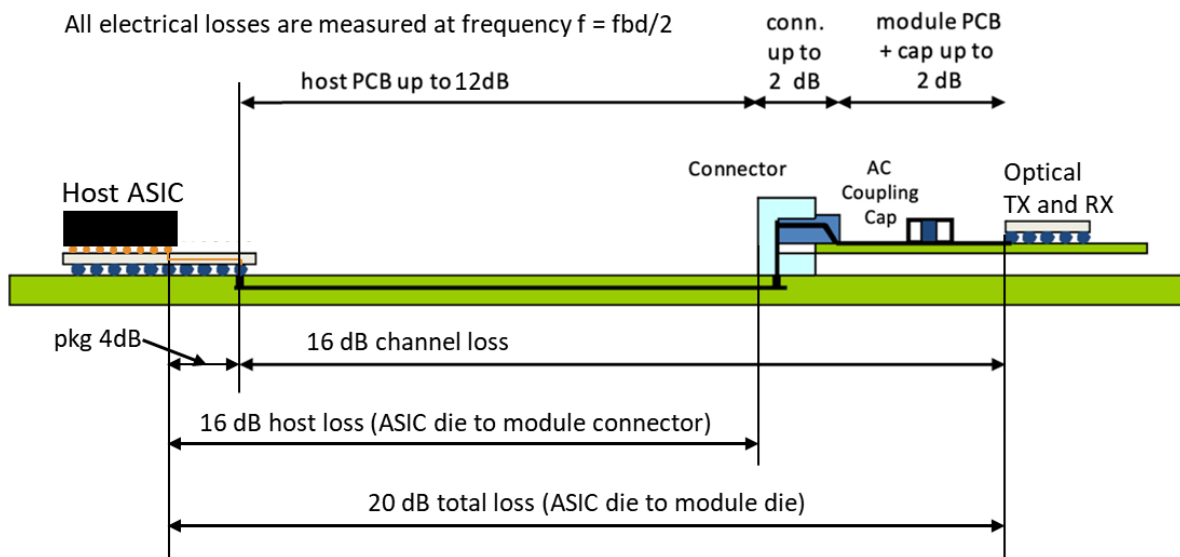 All electrical losses are measured at frequency f = fbd/2
conn.
up to
2 dB
module PCB
+ cap up to
2 dB
host PCB up to 12dB
Connector
AC
Coupling
Cap
Optical
TX and RX
Host ASIC
pkg 4dB
16 dB channel loss
16 dB host loss (ASIC die to module connector)
20 dB total loss (ASIC die to module die)